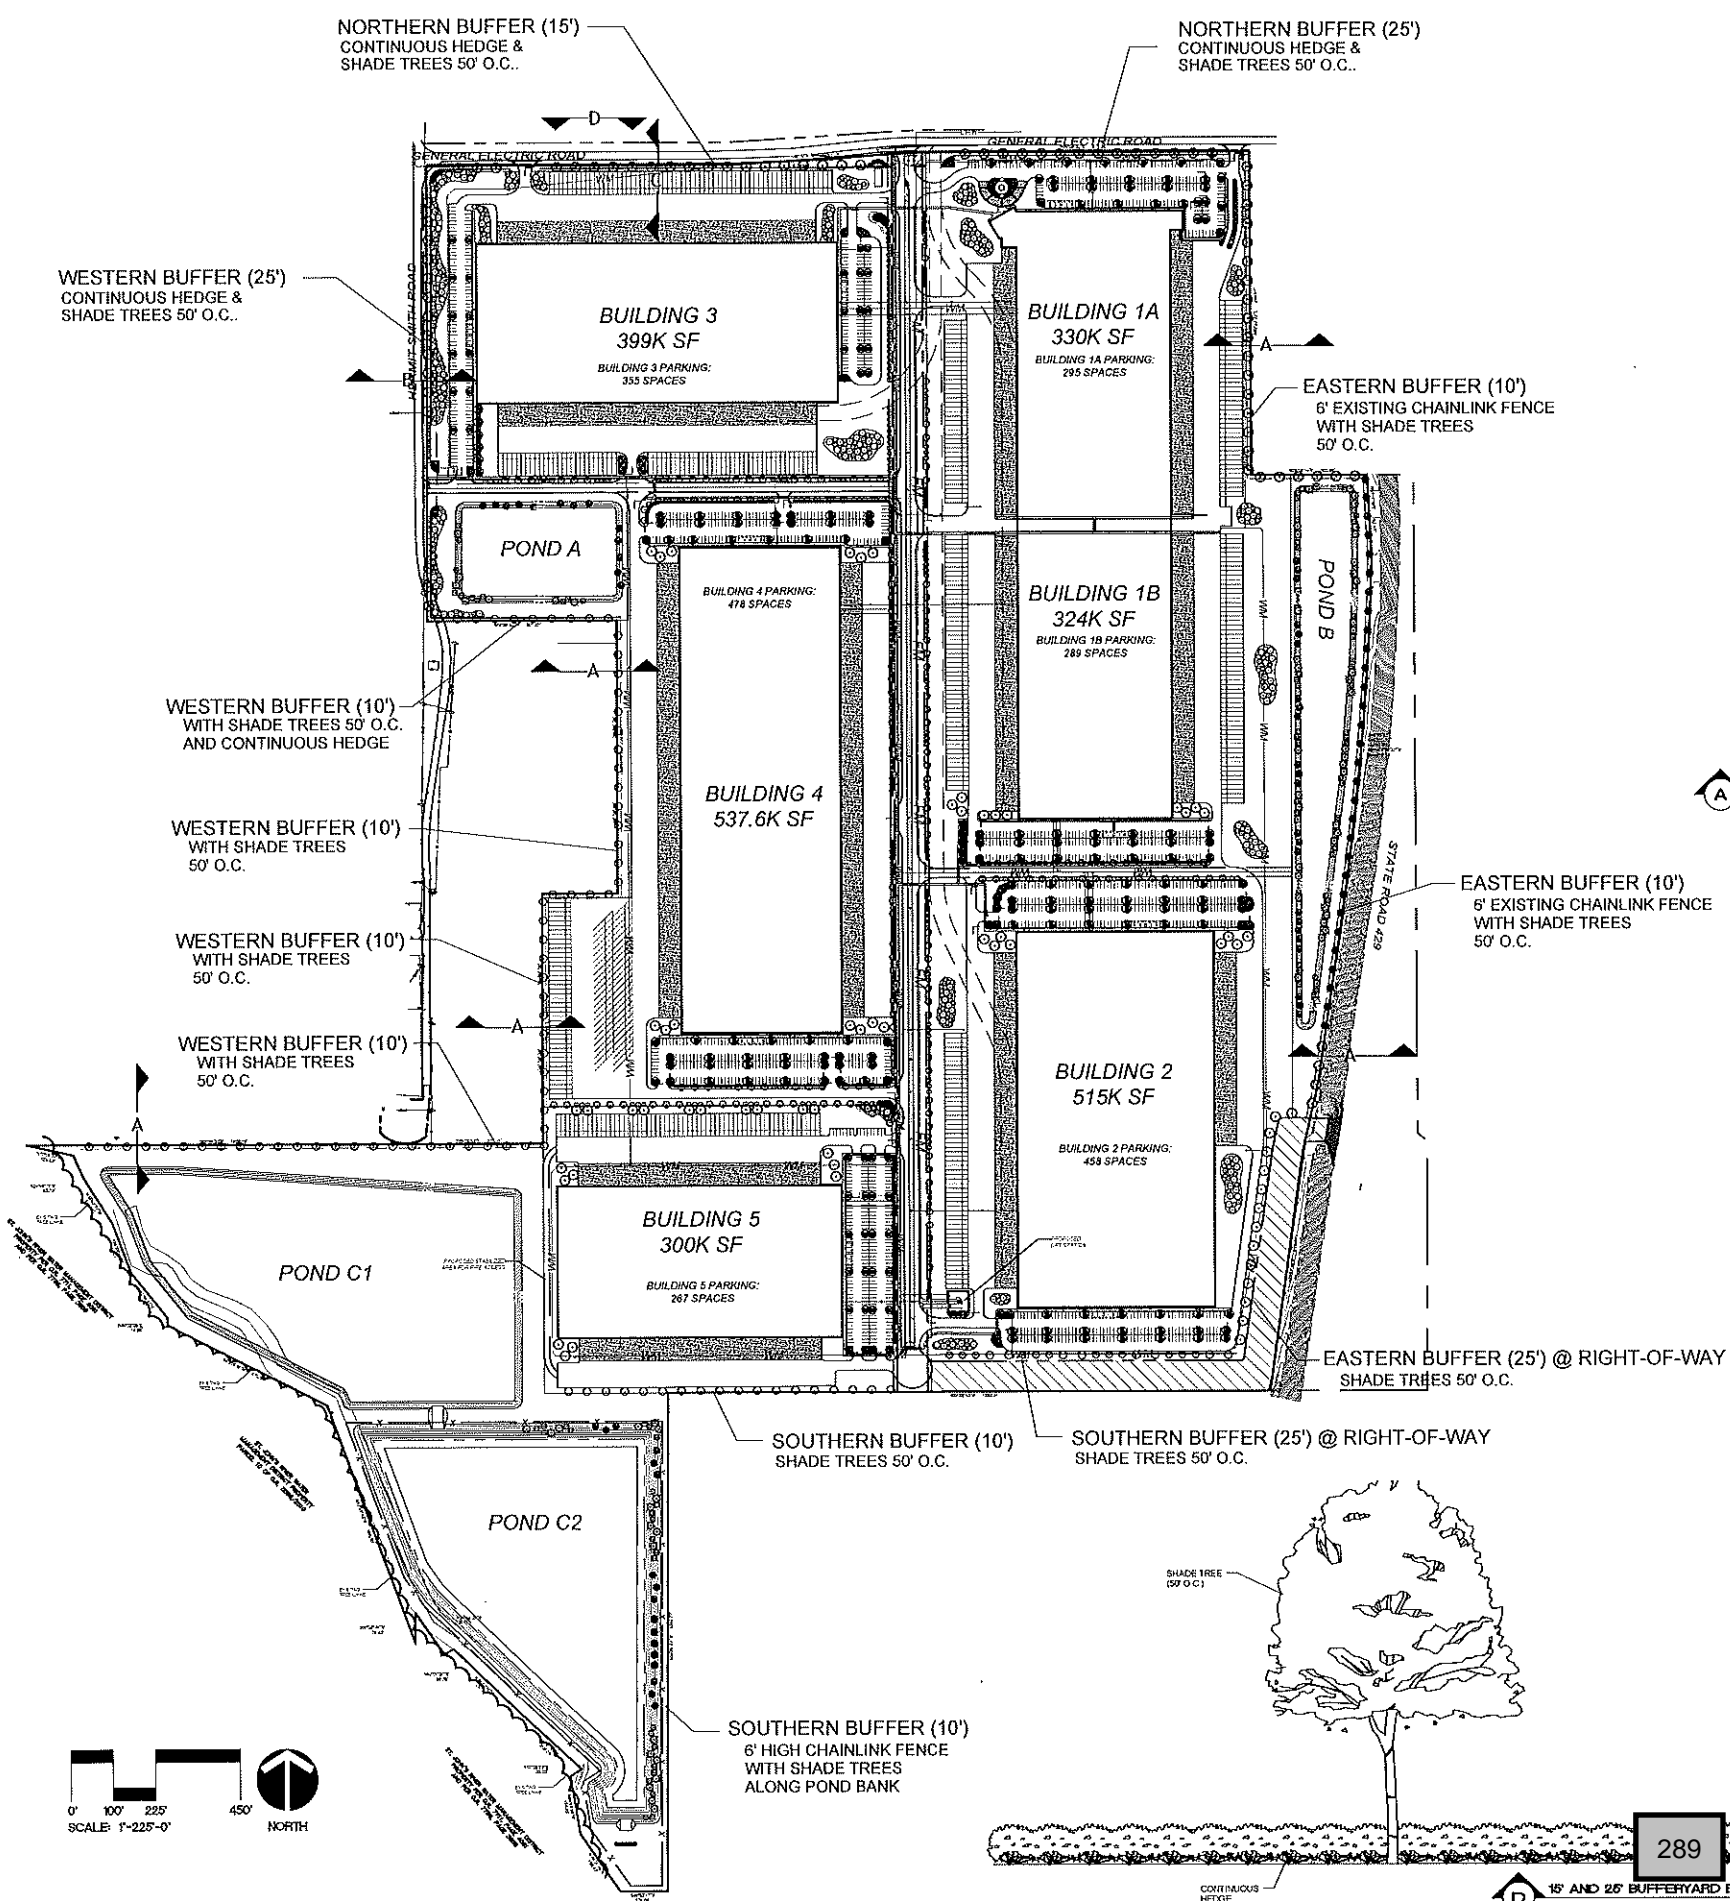 NORTHERN BUFFER (15')
CONTINUOUS HEDGE &
SHADE TREES 50' O.C..
NORTHERN BUFFER (25')
CONTINUOUS HEDGE &
SHADE TREES 50' O.C..
D
GENERAL ELECTRIC ROAD
GENERAL ELECTRIC ROAD
C
WESTERN BUFFER (25')
CONTINUOUS HEDGE &
SHADE TREES 50' O.C..
HERMIT SMITH ROAD
BUILDING 3
399K SF
BUILDING 3 PARKING:
355 SPACES
BUILDING 1A
330K SF
BUILDING 1A PARKING:
295 SPACES
A
EASTERN BUFFER (10')
6' EXISTING CHAINLINK FENCE
WITH SHADE TREES
50' O.C.
POND A
BUILDING 4 PARKING:
478 SPACES
BUILDING 1B
324K SF
BUILDING 1B PARKING:
289 SPACES
POND B
A
WESTERN BUFFER (10')
WITH SHADE TREES 50' O.C.
AND CONTINUOUS HEDGE
BUILDING 4
537.6K SF
A
WESTERN BUFFER (10')
WITH SHADE TREES
50' O.C.
STATE ROAD 429
EASTERN BUFFER (10')
6' EXISTING CHAINLINK FENCE
WITH SHADE TREES
50' O.C.
WESTERN BUFFER (10')
WITH SHADE TREES
50' O.C.
A
WESTERN BUFFER (10')
WITH SHADE TREES
50' O.C.
A
BUILDING 2
515K SF
BUILDING 2 PARKING:
458 SPACES
A
BUILDING 5
300K SF
BUILDING 5 PARKING:
267 SPACES
POND C1
EASTERN BUFFER (25') @ RIGHT-OF-WAY
SHADE TREES 50' O.C.
SOUTHERN BUFFER (10')
SHADE TREES 50' O.C.
SOUTHERN BUFFER (25') @ RIGHT-OF-WAY
SHADE TREES 50' O.C.
POND C2
SHADE TREE
(50' O.C.)
SOUTHERN BUFFER (10')
6' HIGH CHAINLINK FENCE
WITH SHADE TREES
ALONG POND BANK
0' 100' 225' 450'
SCALE: 1"-225'-0"
NORTH
289
CONTINUOUS
HEDGE
15' AND 25' BUFFERYARD